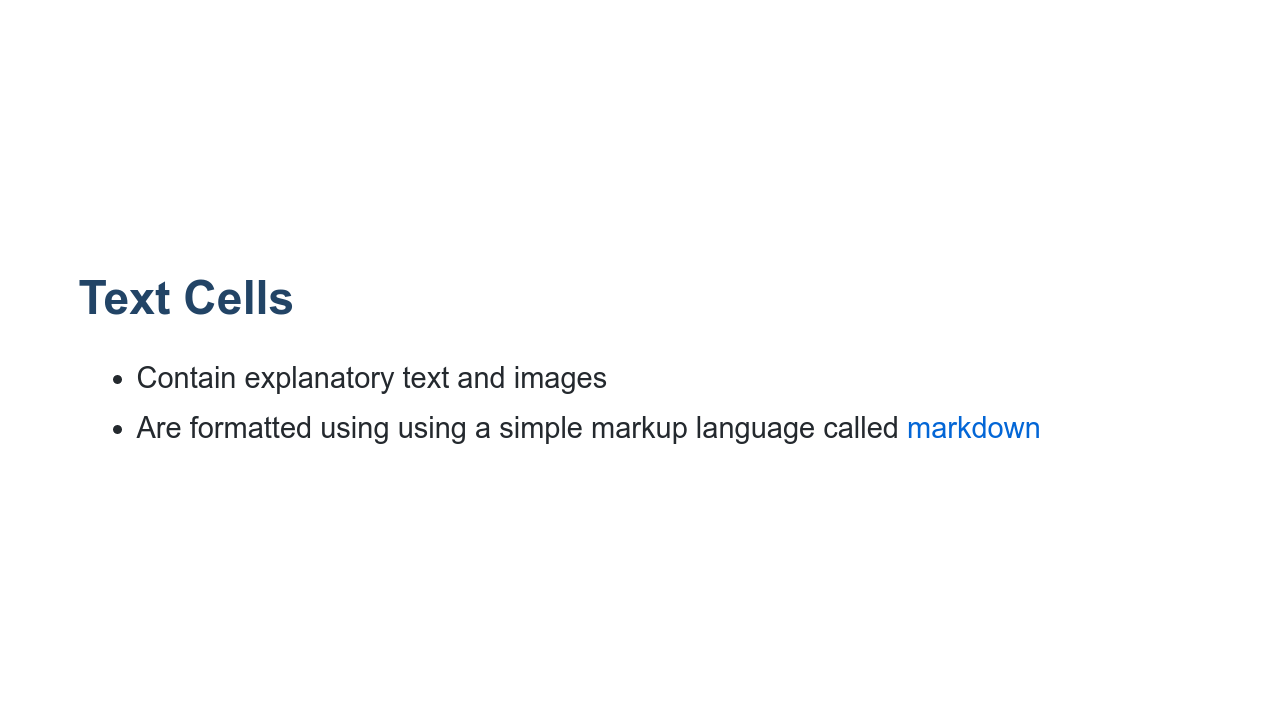 Text Cells
Contain explanatory text and images
Are formatted using using a simple markup language called markdown